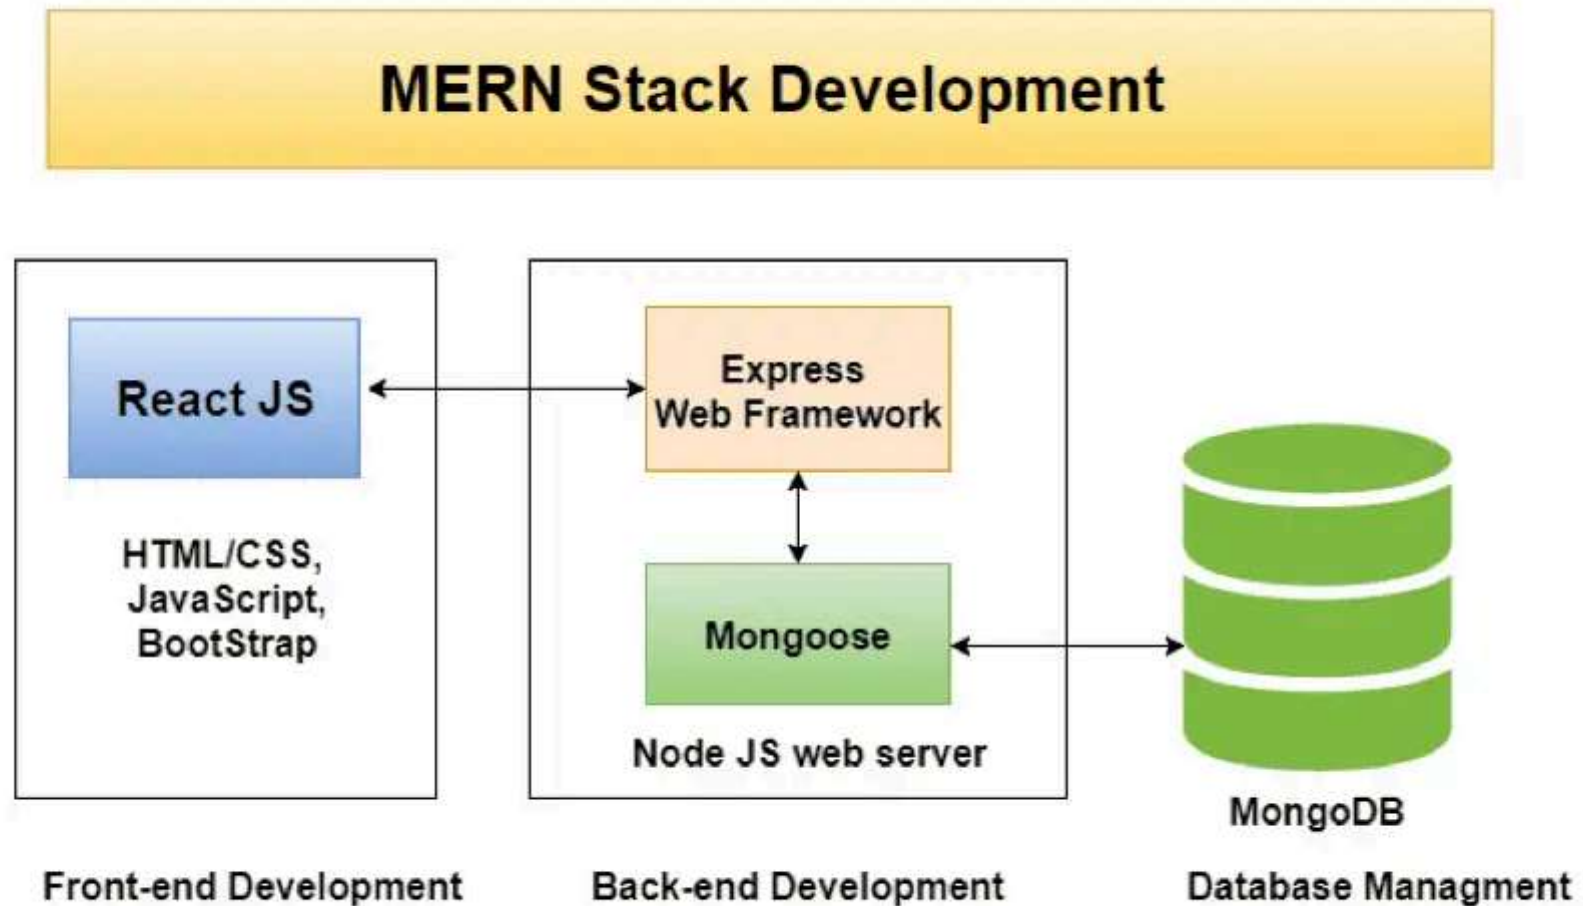 MERN Stack Development
React JS
HTML/CSS,
JavaScript,
BootStrap
Front-end Development
Express
Web Framework
Mongoose
Node JS web server
Back-end Development
MongoDB
Database Managment